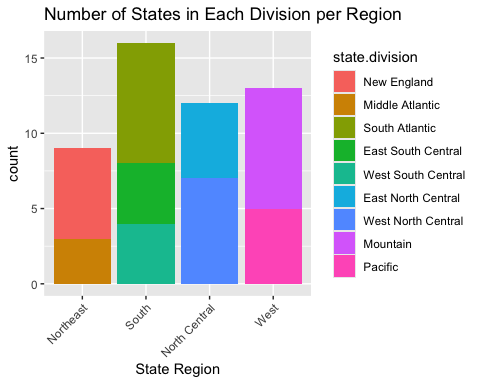 Number of States in Each Division per Region
count
15
10
5
0
Northeast
South
North Central
West
State Region
state.division
New England
Middle Atlantic
South Atlantic
East South Central
West South Central
East North Central
West North Central
Mountain
Pacific